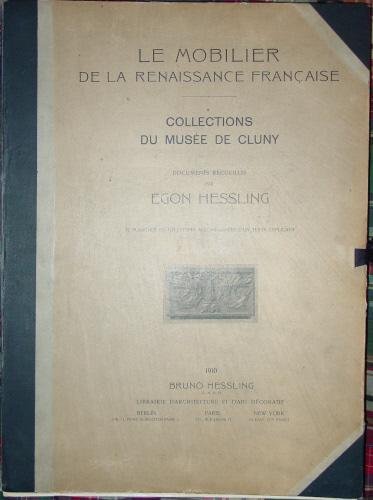 LE MOBILIER
DE LA RENAISSANCE FRANÇAISE
COLLECTIONS
DU MUSÉE DE CLUNY
DOCUMENTS RECUEILLIS
PAR
EGON HESSLING
1910
BRUNO HESSLING
LIBRAIRIE D'ARCHITECTURE ET D'ART DÉCORATIF
BERLIN PARIS NEW YORK